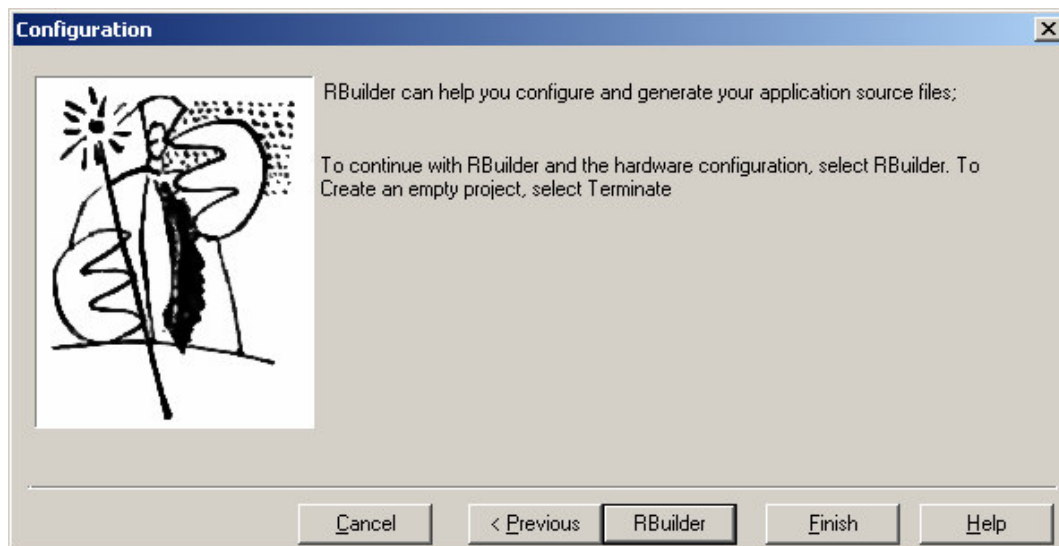 Configuration
RBuilder can help you configure and generate your application source files;
To continue with RBuilder and the hardware configuration, select RBuilder. To
Create an empty project, select Terminate
Cancel
< Previous
RBuilder
Finish
Help